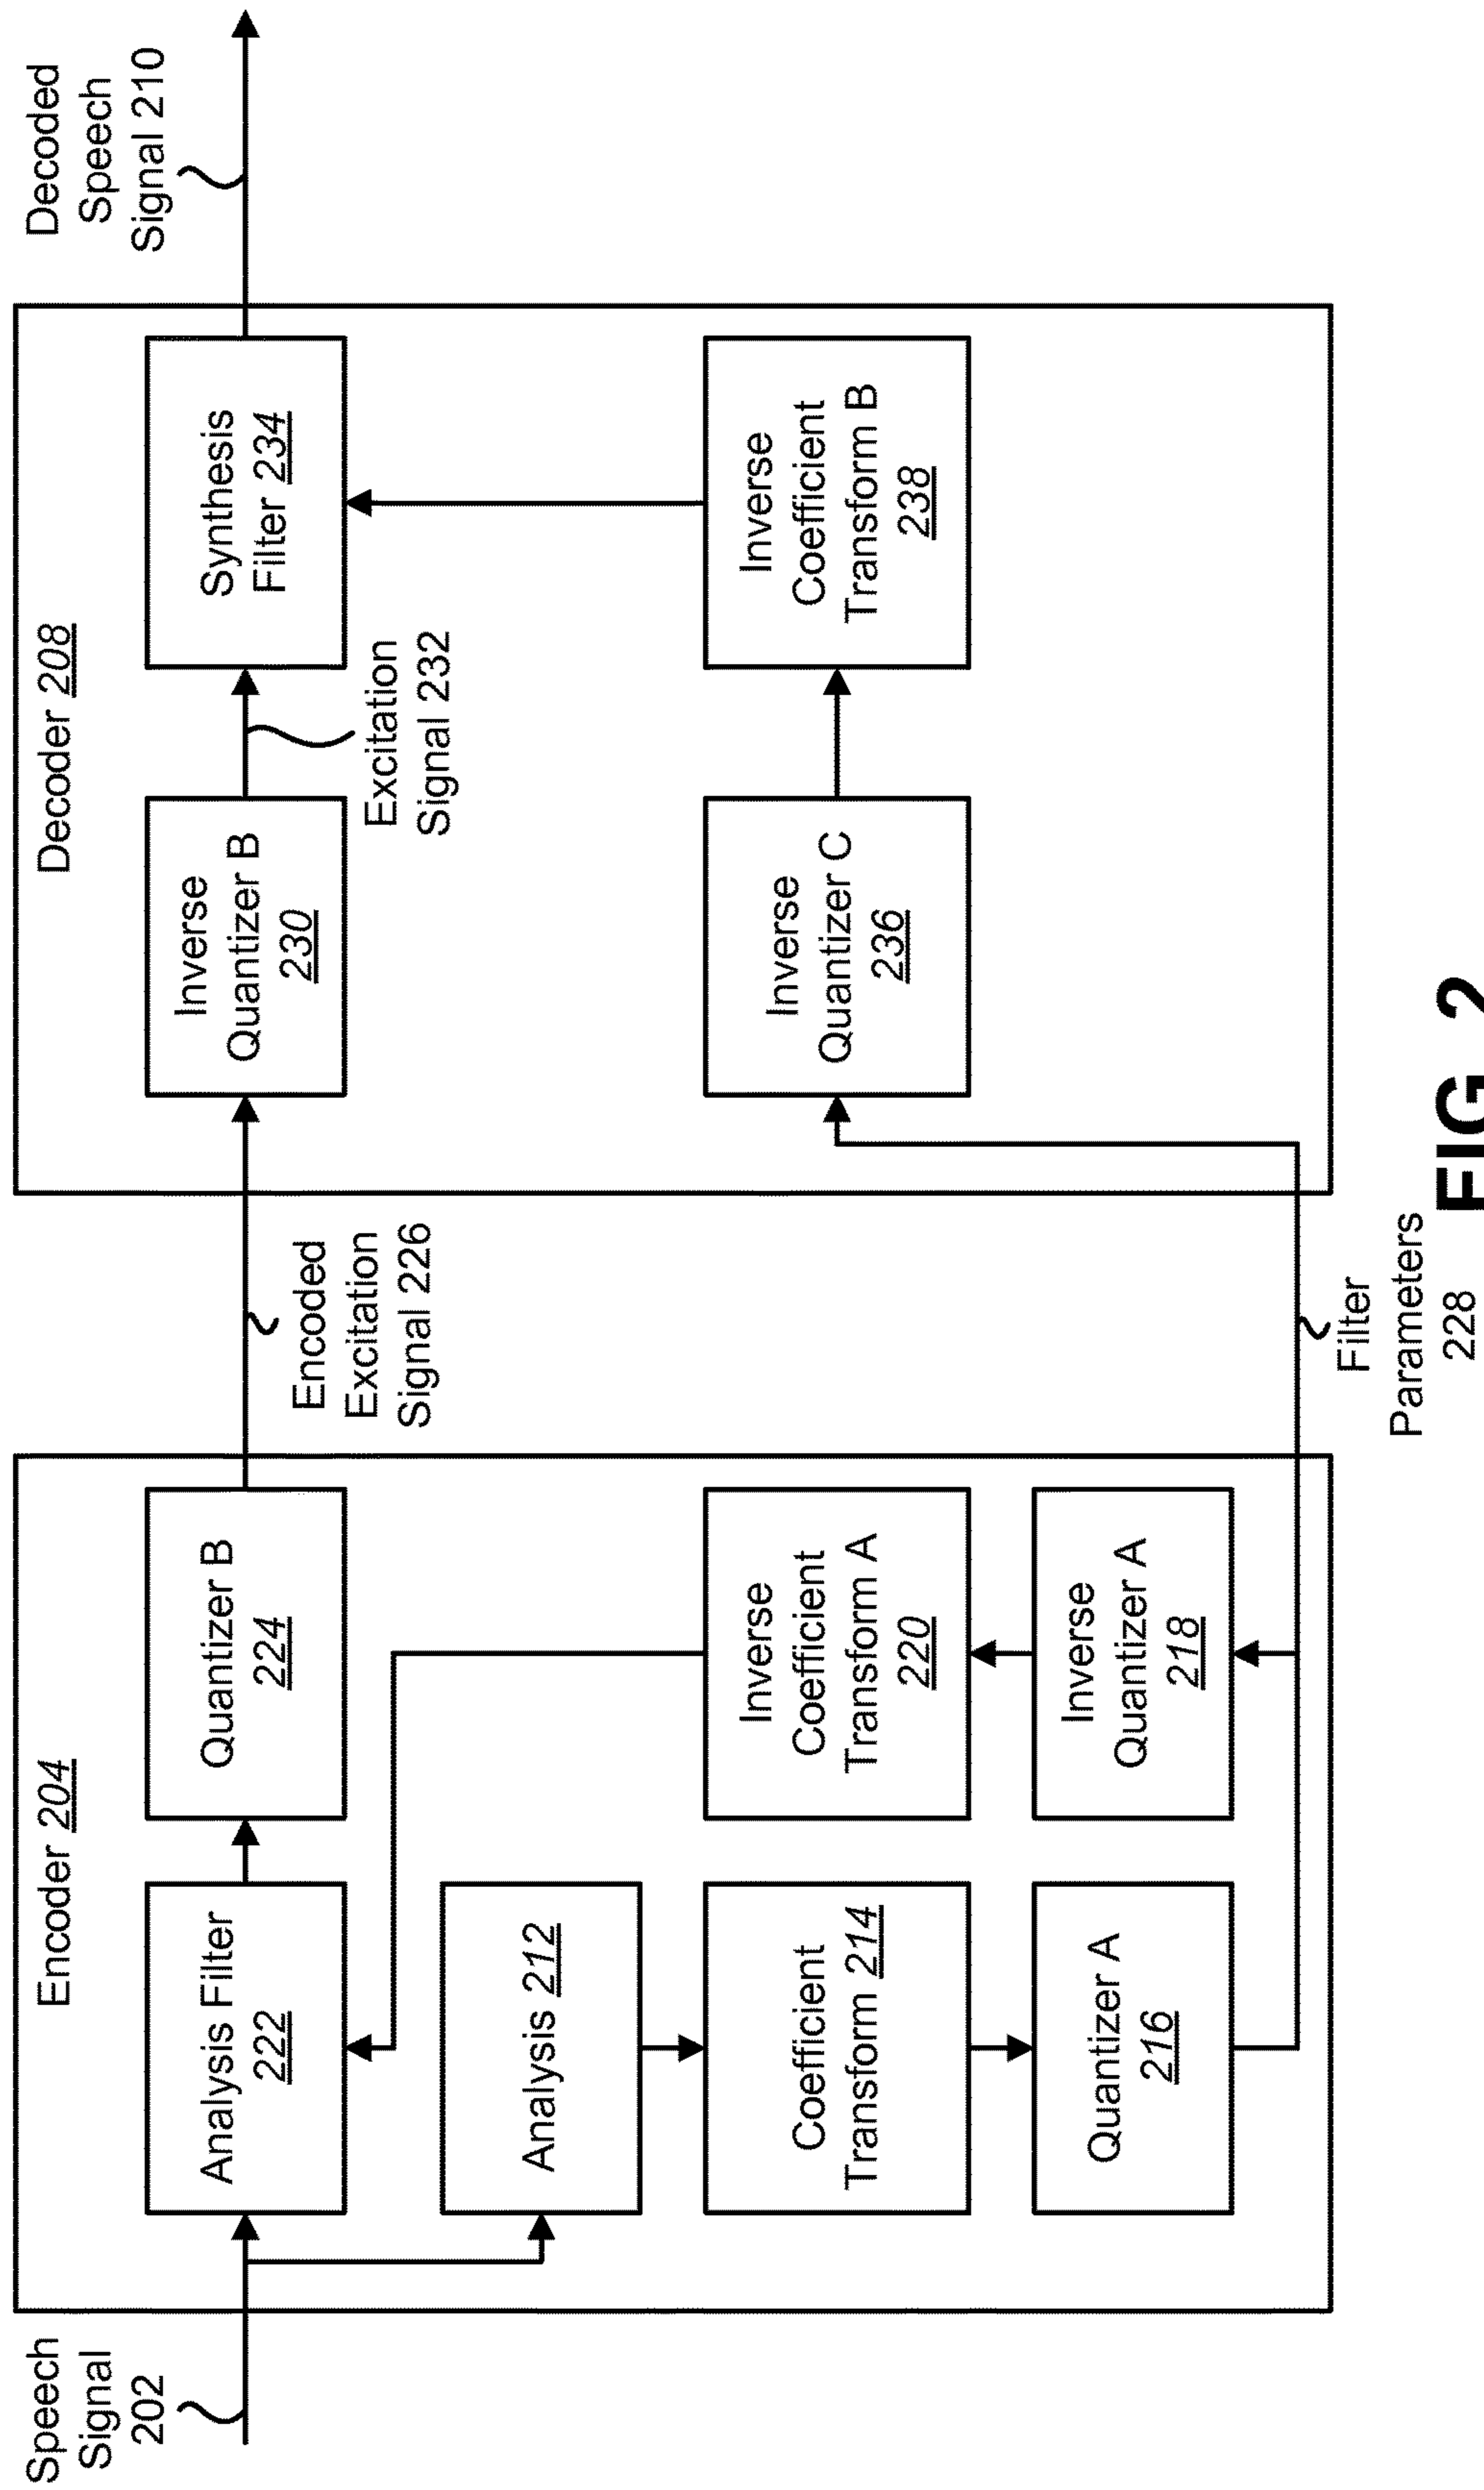 Speech
Signal
202
Encoder 204
Analysis Filter
222
Quantizer B
224
Analysis 212
Coefficient
Transform 214
Inverse
Coefficient
Transform A
220
Quantizer A
216
Inverse
Quantizer A
218
Encoded
Excitation
Signal 226
Filter
Parameters
228
Decoder 208
Inverse
Quantizer B
230
Excitation
Signal 232
Synthesis
Filter 234
Inverse
Quantizer C
236
Inverse
Coefficient
Transform B
238
Decoded
Speech
Signal 210
FIG 2